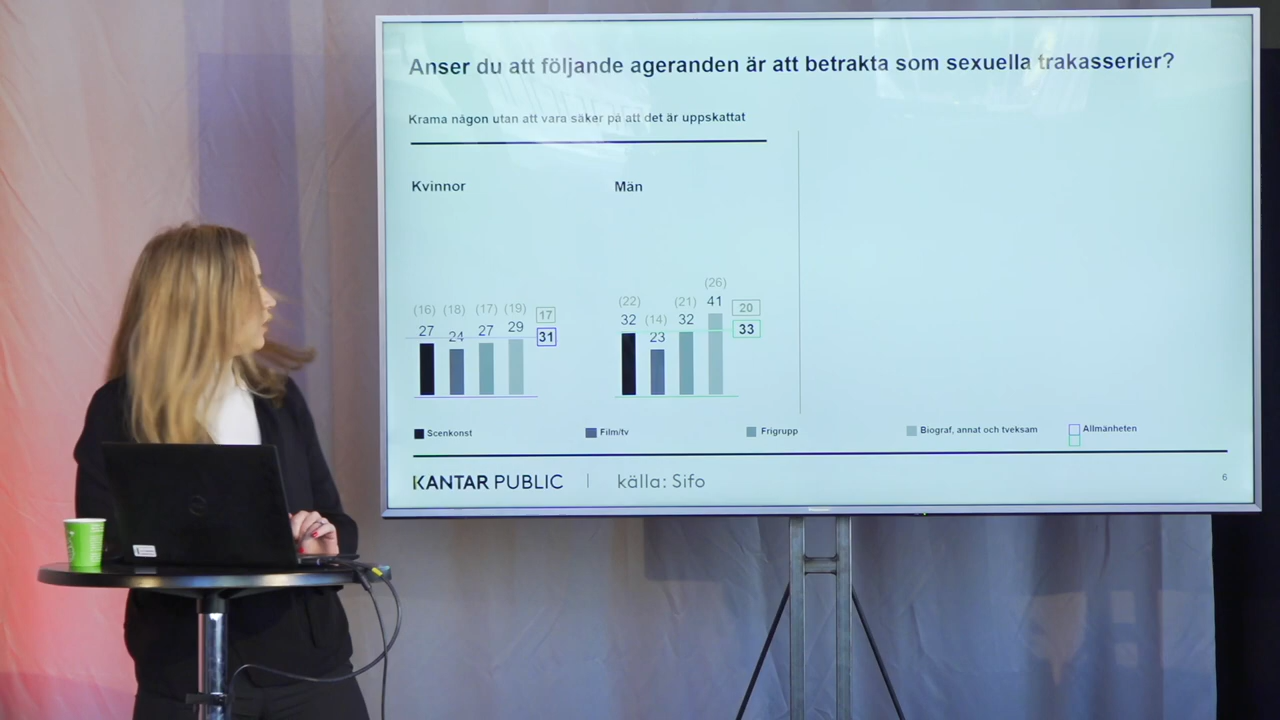 Anser du att följande ageranden är att betrakta som sexuella trakasserier?
Krama någon utan att vara säker på att det är uppskattat
Kvinnor
Män
(16) (18) (17) (19) 17
27 24 27 29 31
(22) (14) (21) (26) 20
32 23 32 41 33
Scenkonst
Film/tv
Frigrupp
Biograf, annat och tveksam
Allmänheten
KANTAR PUBLIC | källa: Sifo
6